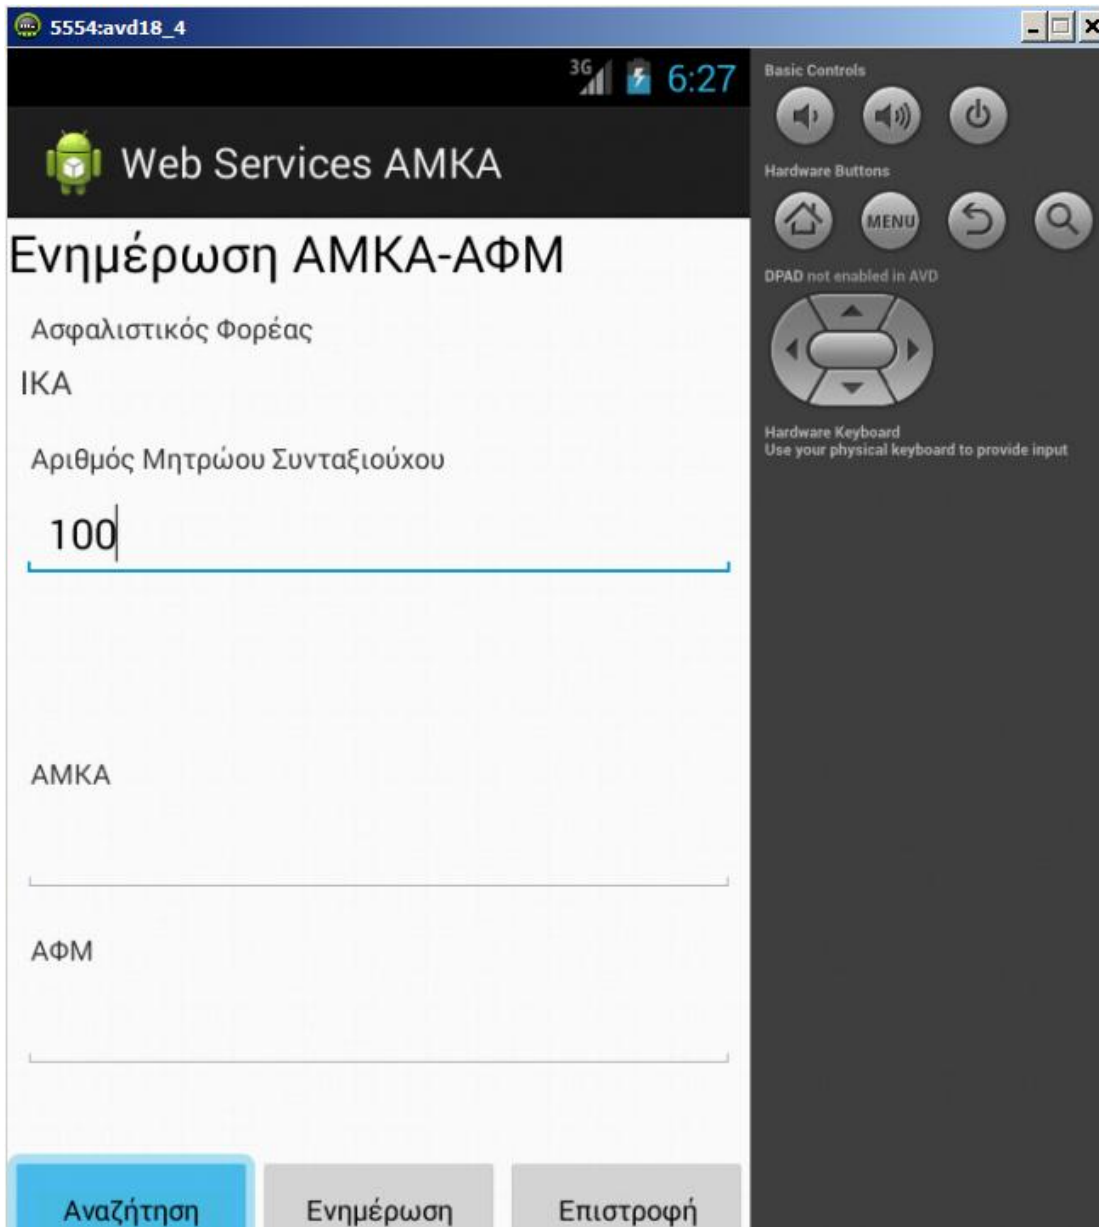 5554:avd18_4
3G 6:27
Web Services AMKA
Ενημέρωση ΑΜΚΑ-ΑΦΜ
Ασφαλιστικός Φορέας
ΙΚΑ
Αριθμός Μητρώου Συνταξιούχου
100
ΑΜΚΑ
ΑΦΜ
Αναζήτηση
Ενημέρωση
Επιστροφή
Basic Controls
Hardware Buttons
MENU
DPAD not enabled in AVD
Hardware Keyboard
Use your physical keyboard to provide input